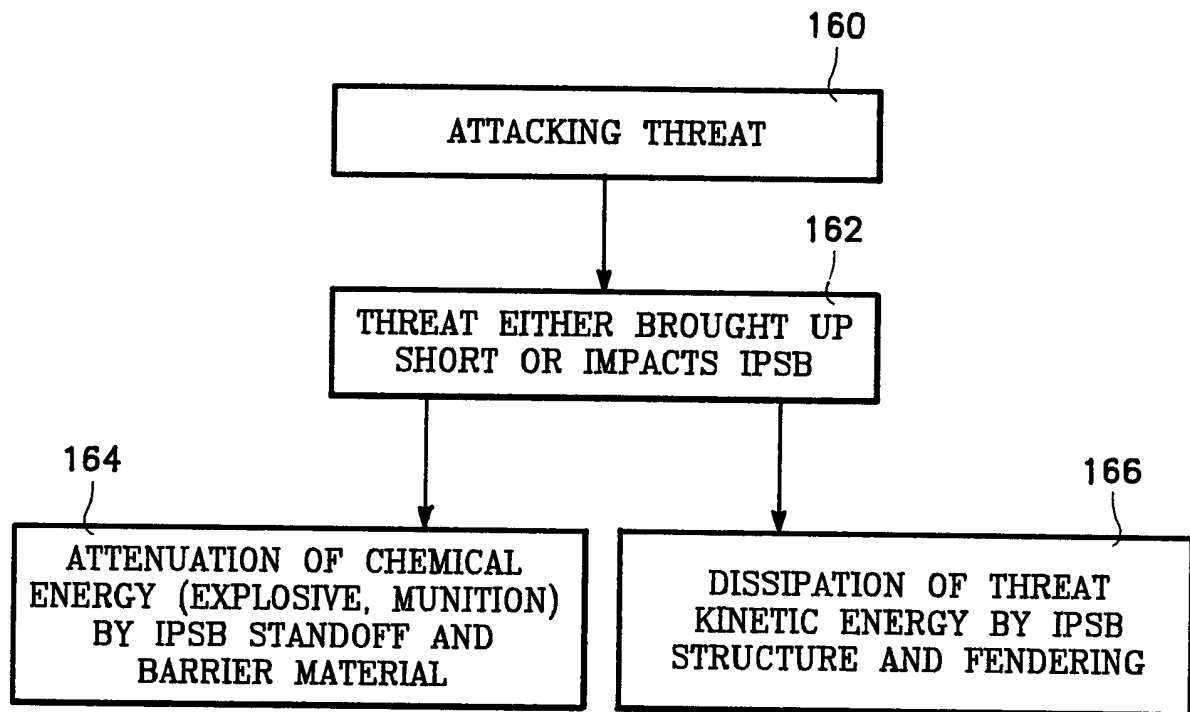 160
ATTACKING THREAT
162
THREAT EITHER BROUGHT UP
SHORT OR IMPACTS IPSB
164
ATTENUATION OF CHEMICAL
ENERGY (EXPLOSIVE, MUNITION)
BY IPSB STANDOFF AND
BARRIER MATERIAL
166
DISSIPATION OF THREAT
KINETIC ENERGY BY IPSB
STRUCTURE AND FENDERING